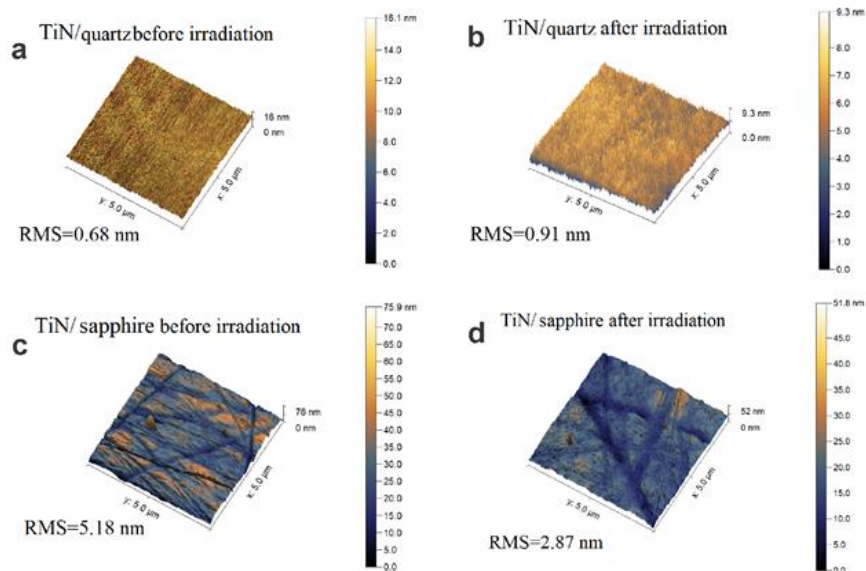 a
TiN/quartz before irradiation
16.1 nm
14.0
12.0
10.0
8.0
6.0
4.0
2.0
0.0
16 nm
0 nm
x: 5.0 µm
y: 5.0 µm
RMS=0.68 nm
b
TiN/quartz after irradiation
9.3 nm
8.0
7.0
6.0
5.0
4.0
3.0
2.0
1.0
0.0
9.3 nm
0.0 nm
x: 5.0 µm
y: 5.0 µm
RMS=0.91 nm
c
TiN/ sapphire before irradiation
75.9 nm
70.0
65.0
60.0
55.0
50.0
45.0
40.0
35.0
30.0
25.0
20.0
15.0
10.0
5.0
0.0
76 nm
0 nm
x: 5.0 µm
y: 5.0 µm
RMS=5.18 nm
d
TiN/ sapphire after irradiation
51.8 nm
45.0
40.0
35.0
30.0
25.0
20.0
15.0
10.0
5.0
0.0
52 nm
0 nm
x: 5.0 µm
y: 5.0 µm
RMS=2.87 nm